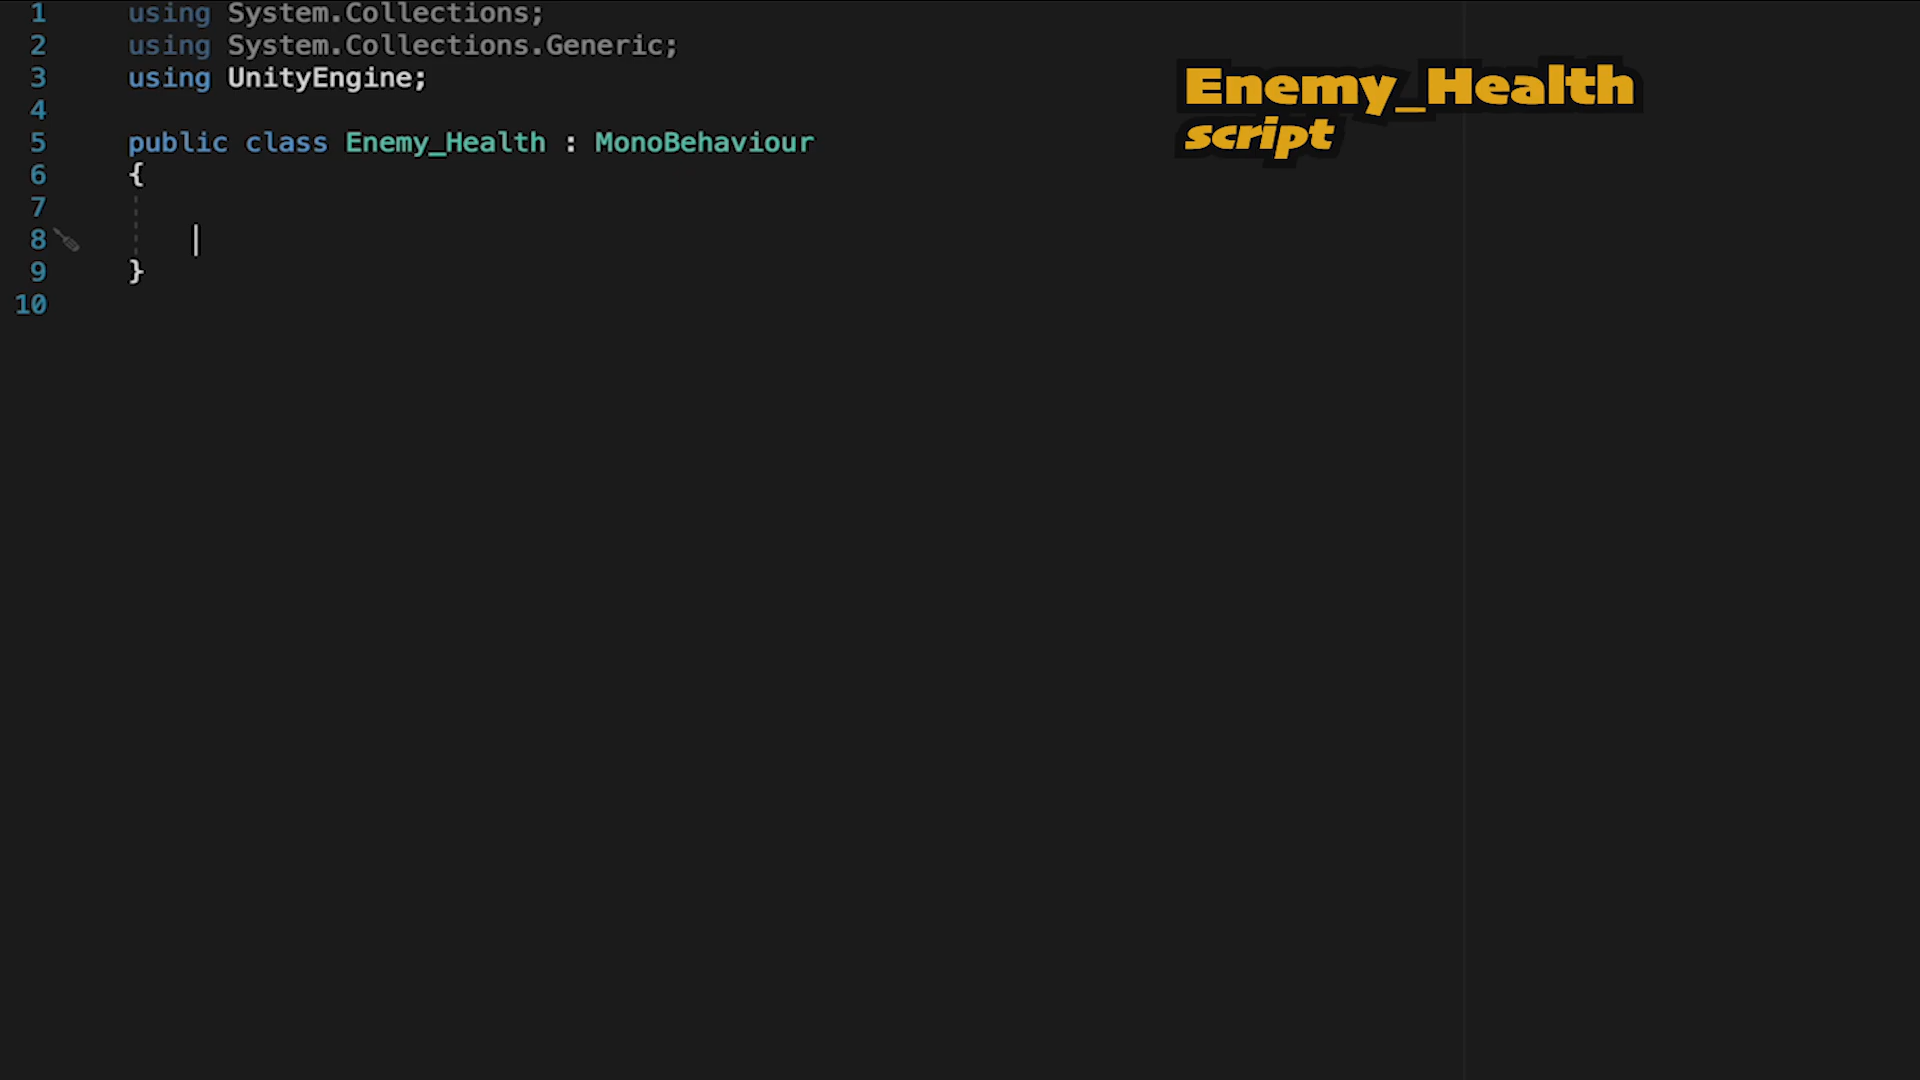 1 using System.Collections;
2 using System.Collections.Generic;
3 using UnityEngine;
4
5 public class Enemy_Health : MonoBehaviour
6 {
7
8
9 }
10
Enemy_Health
script